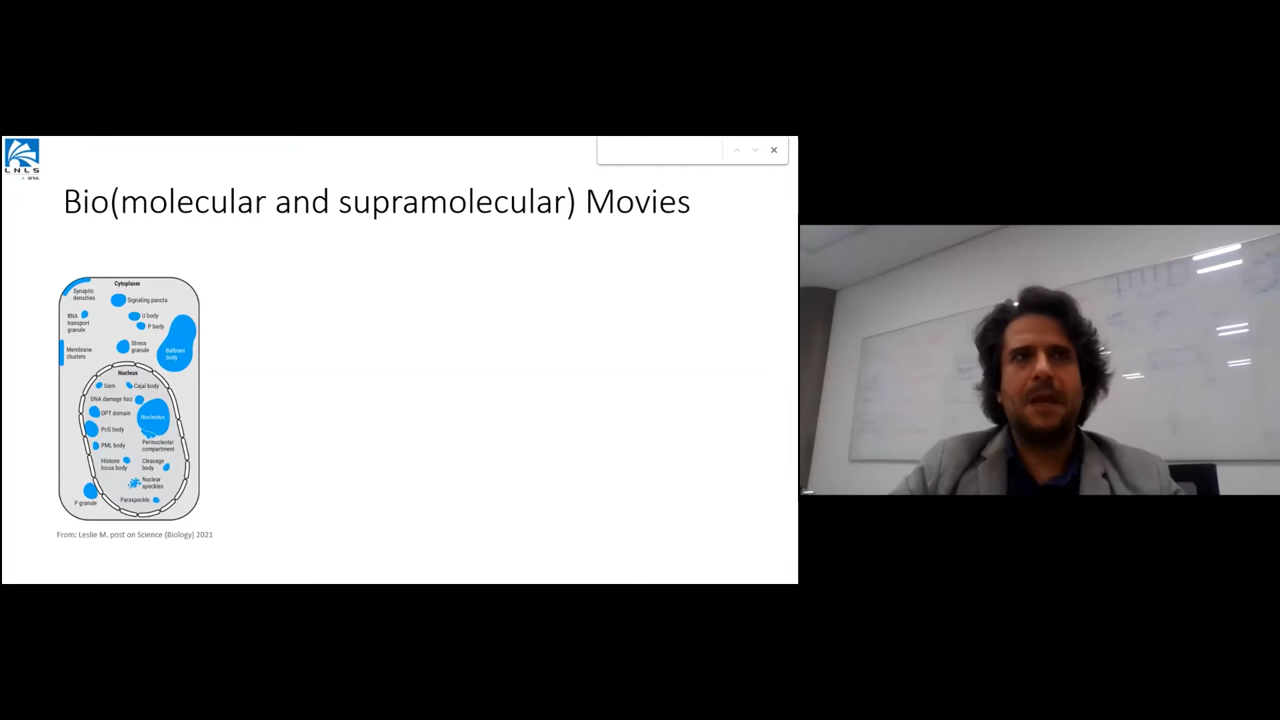 LNLS
Bio(molecular and supramolecular) Movies
Cytoplasm
Synaptic
densities
Signaling puncta
RNA
transport
granule
U body
P body
Membrane
clusters
Stress
granule
Balbiani
body
Nucleus
Gem
Cajal body
DNA damage foci
OPT domain
Nucleolus
PcG body
PML body
Perinucleolar
compartment
Histone
locus body
Cleavage
body
Nuclear
speckles
P granule
Paraspeckle
From: Leslie M. post on Science (Biology) 2021